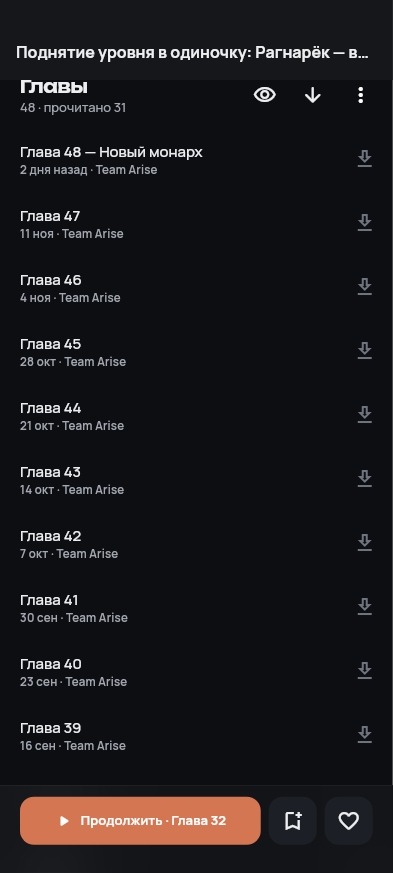 Поднятие уровня в одиночку: Рагнарёк — в…
Главы
48 · прочитано 31
Глава 48 — Новый монарх
2 дня назад · Team Arise
Глава 47
11 ноя · Team Arise
Глава 46
4 ноя · Team Arise
Глава 45
28 окт · Team Arise
Глава 44
21 окт · Team Arise
Глава 43
14 окт · Team Arise
Глава 42
7 окт · Team Arise
Глава 41
30 сен · Team Arise
Глава 40
23 сен · Team Arise
Глава 39
16 сен · Team Arise
Продолжить · Глава 32